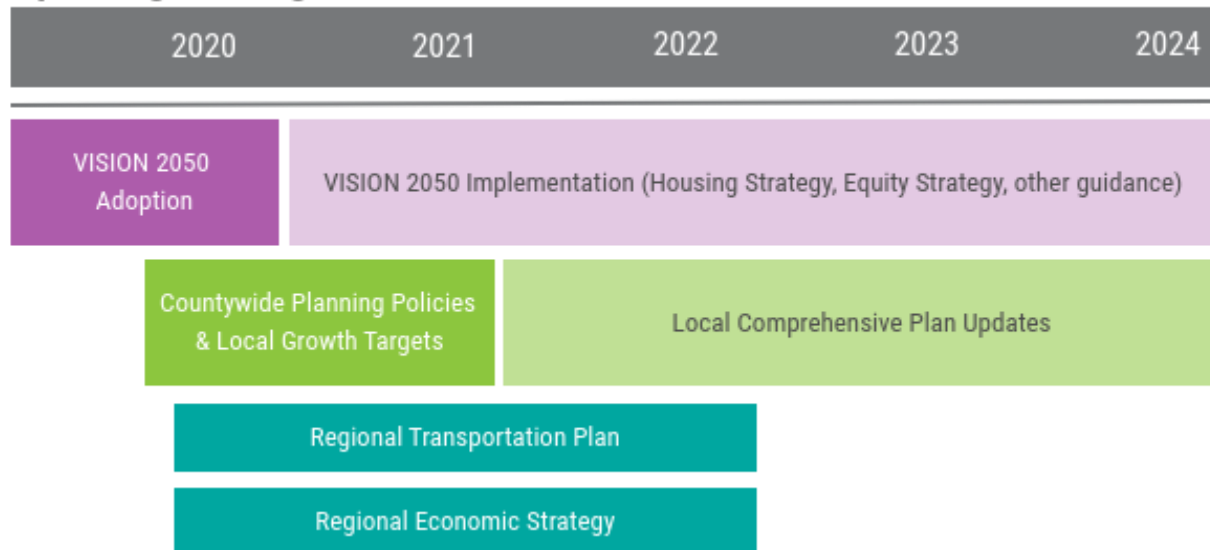 2020 2021 2022 2023 2024
VISION 2050
Adoption
VISION 2050 Implementation (Housing Strategy, Equity Strategy, other guidance)
Countywide Planning Policies
& Local Growth Targets
Local Comprehensive Plan Updates
Regional Transportation Plan
Regional Economic Strategy